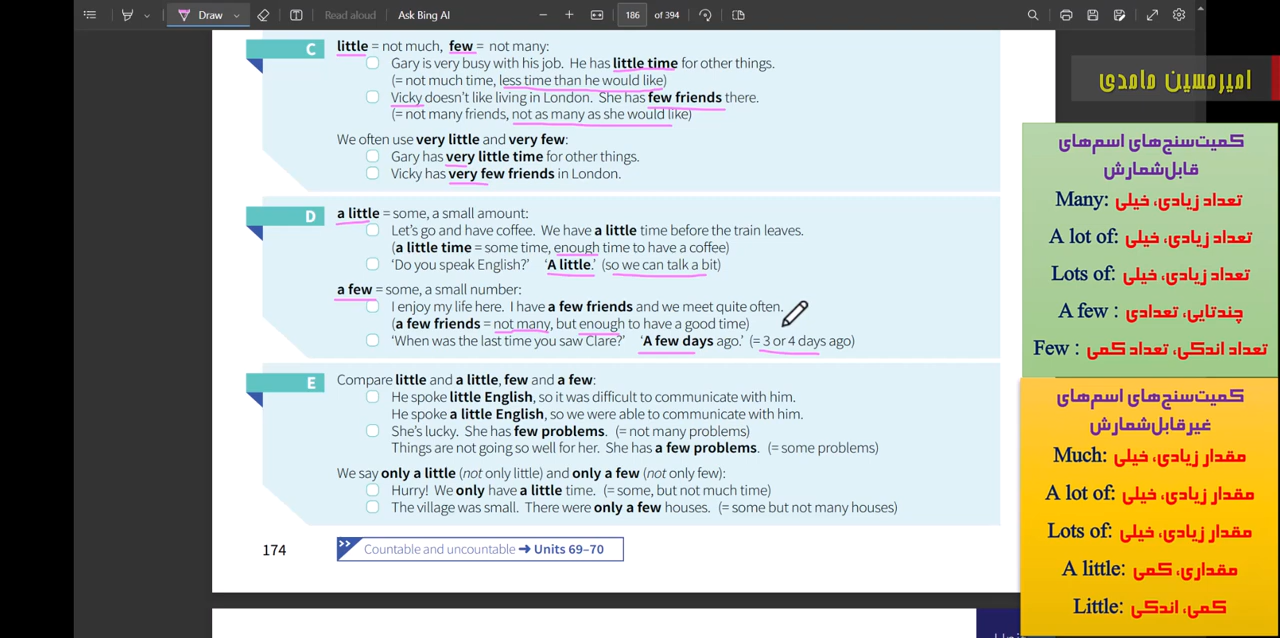 Draw
Read aloud
Ask Bing AI
186 of 394
C
little = not much, few = not many:
Gary is very busy with his job. He has little time for other things.
(= not much time, less time than he would like)
Vicky doesn't like living in London. She has few friends there.
(= not many friends, not as many as she would like)
We often use very little and very few:
Gary has very little time for other things.
Vicky has very few friends in London.
D
a little = some, a small amount:
Let's go and have coffee. We have a little time before the train leaves.
(a little time = some time, enough time to have a coffee)
'Do you speak English?' 'A little.' (so we can talk a bit)
a few = some, a small number:
I enjoy my life here. I have a few friends and we meet quite often.
(a few friends = not many, but enough to have a good time)
'When was the last time you saw Clare?' 'A few days ago.' (= 3 or 4 days ago)
E
Compare little and a little, few and a few:
He spoke little English, so it was difficult to communicate with him.
He spoke a little English, so we were able to communicate with him.
She's lucky. She has few problems. (= not many problems)
Things are not going so well for her. She has a few problems. (= some problems)
We say only a little (not only little) and only a few (not only few):
Hurry! We only have a little time. (= some, but not much time)
The village was small. There were only a few houses. (= some but not many houses)
174
Countable and uncountable ➜ Units 69–70
امیرحسین حامدی
کمیت‌سنج‌های اسم‌های
قابل‌شمارش
Many: تعداد زیادی، خیلی
A lot of: تعداد زیادی، خیلی
Lots of: تعداد زیادی، خیلی
A few : چندتایی، تعدادی
Few : تعداد اندکی، تعداد کمی
کمیت‌سنج‌های اسم‌های
غیرقابل‌شمارش
Much: مقدار زیادی، خیلی
A lot of: مقدار زیادی، خیلی
Lots of: مقدار زیادی، خیلی
A little: مقداری، کمی
Little: کمی، اندکی